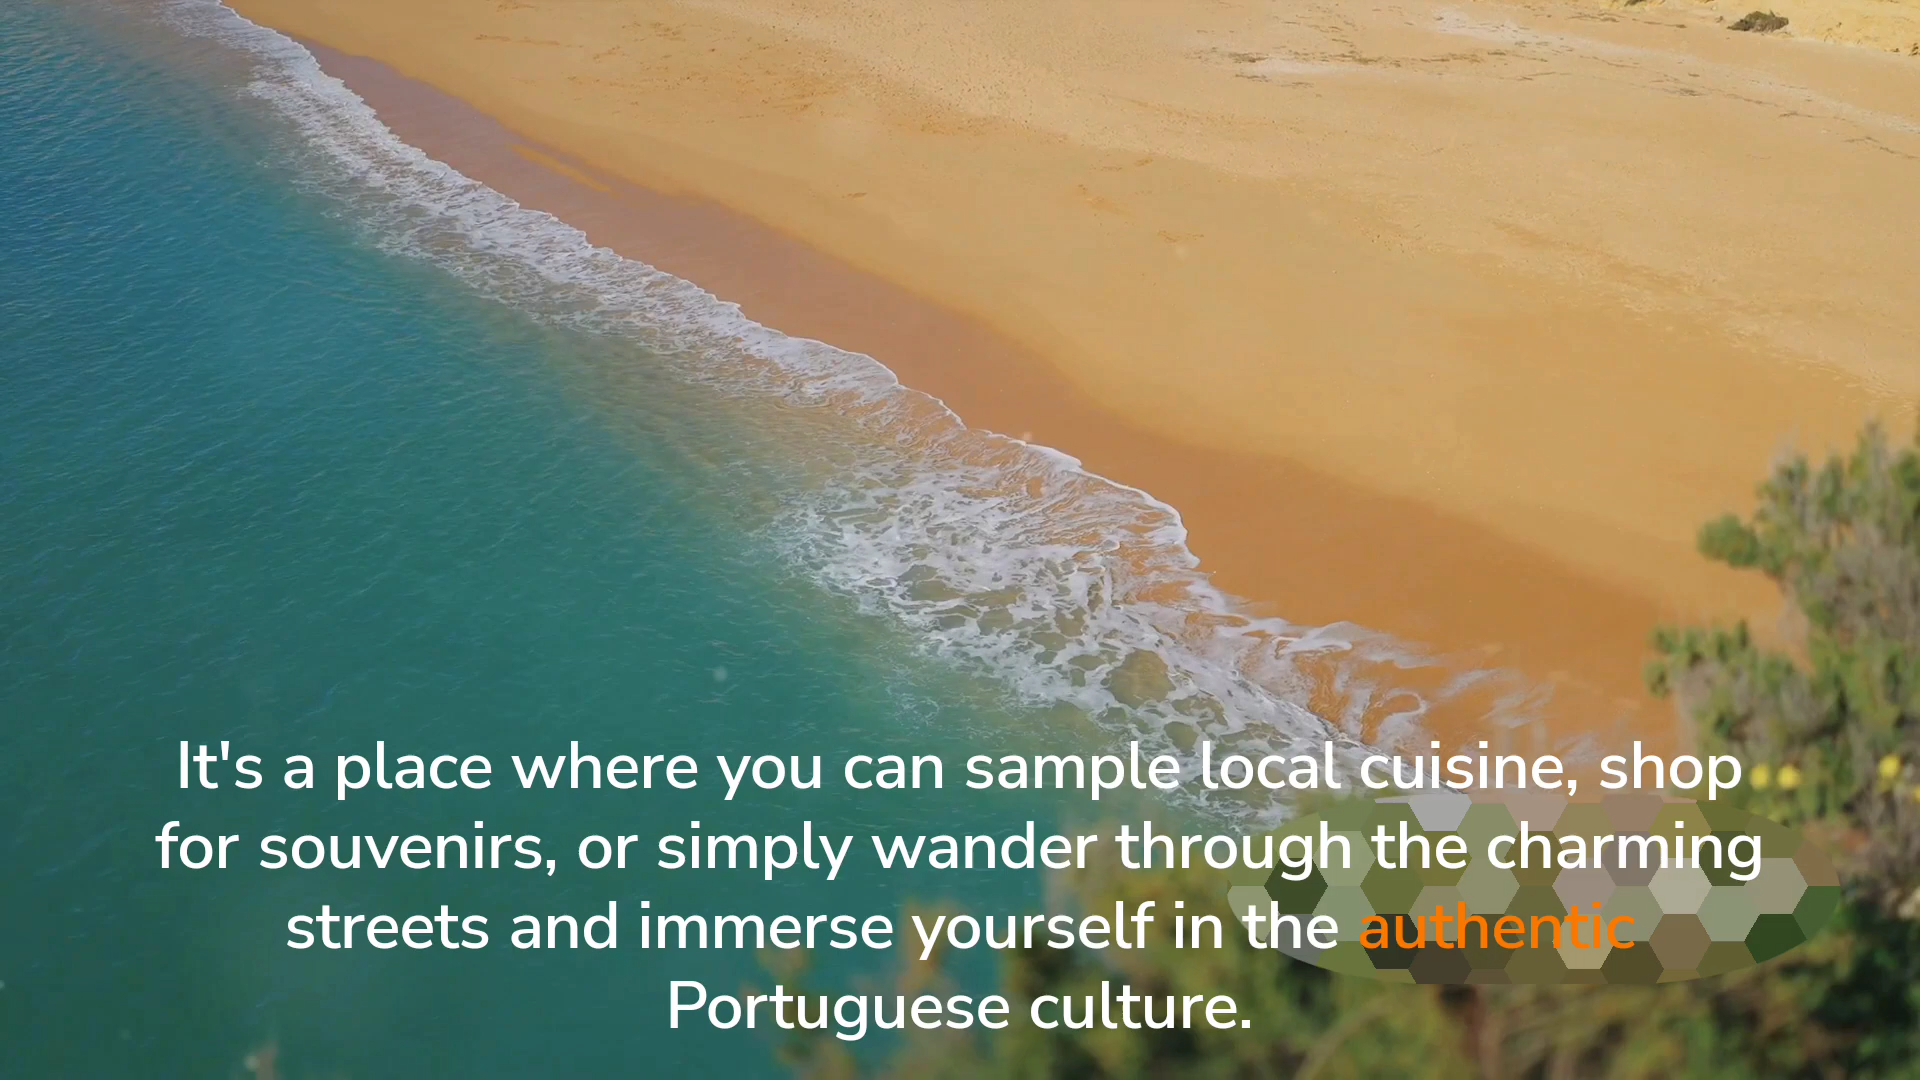 It's a place where you can sample local cuisine, shop
for souvenirs, or simply wander through the charming
streets and immerse yourself in the authentic
Portuguese culture.